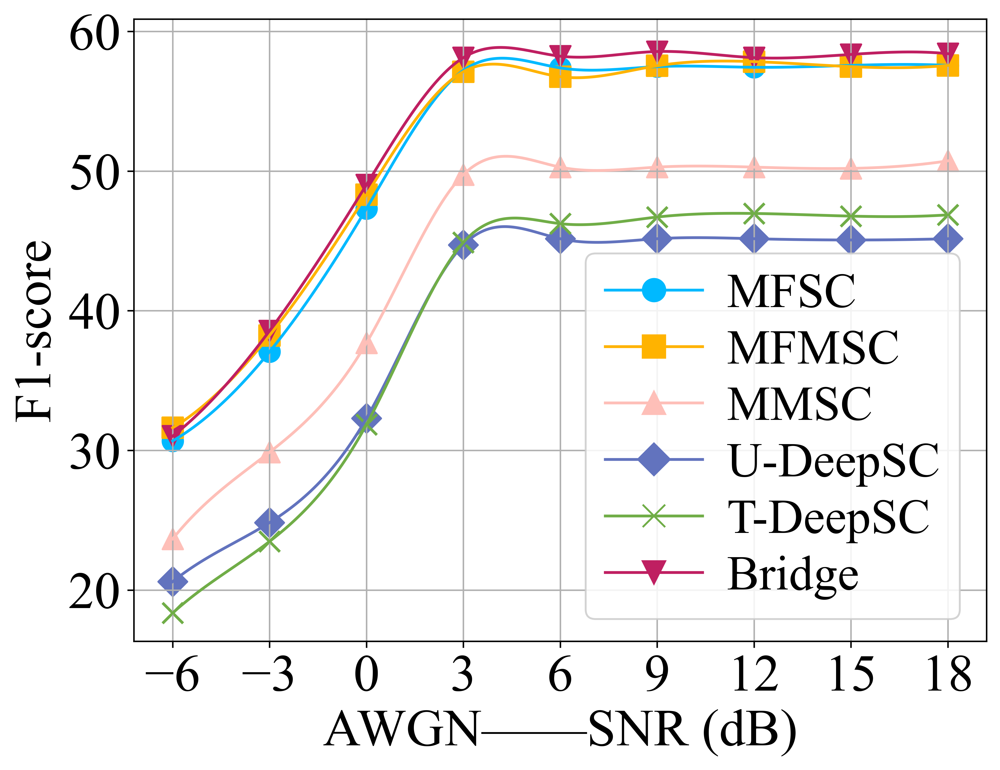 60
50
40
30
20
F1-score
−6 −3 0 3 6 9 12 15 18
AWGN——SNR (dB)
MFSC
MFMSC
MMSC
U-DeepSC
T-DeepSC
Bridge